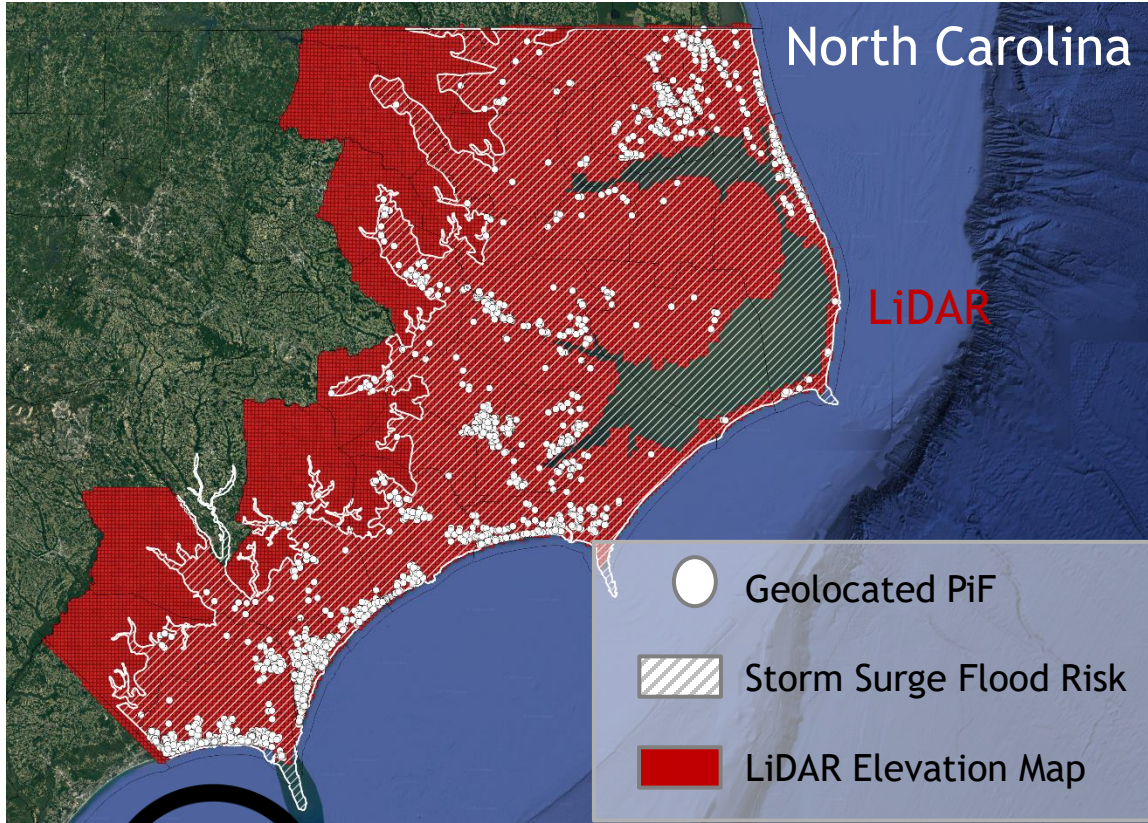 North Carolina
LiDAR
Geolocated PiF
Storm Surge Flood Risk
LiDAR Elevation Map